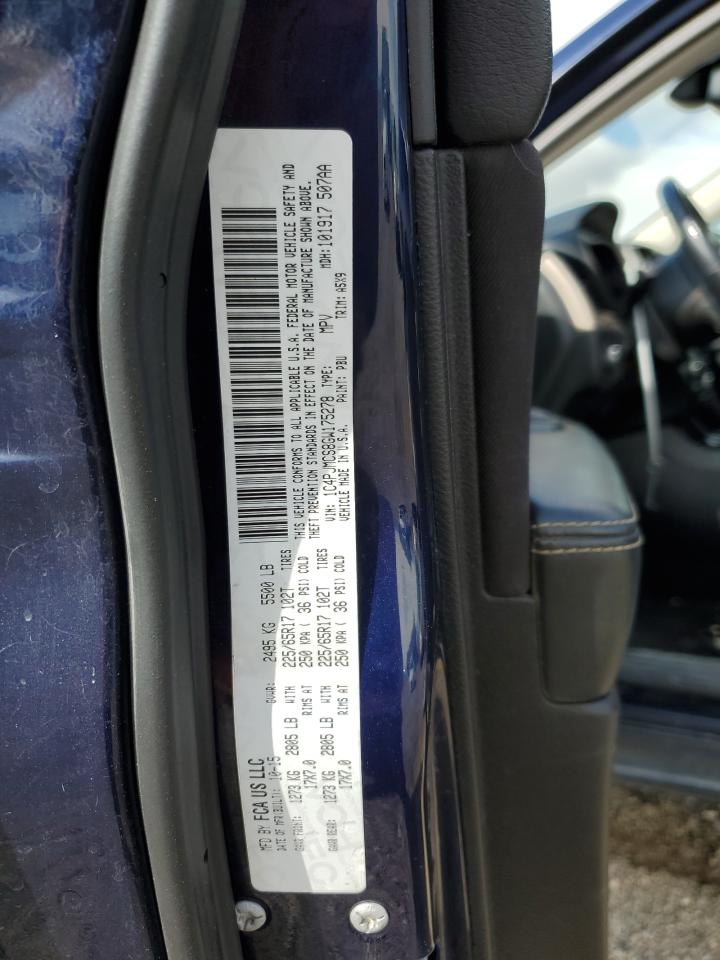 MFD BY FCA US LLC
DATE OF MFR(BUILT): 10-15
GVWR: 2495 KG 5500 LB
GAWR FRONT: 1273 KG 2805 LB WITH 225/65R17 102T TIRES
17X7.0 RIMS AT 250 KPA ( 36 PSI) COLD
GAWR REAR: 1273 KG 2805 LB WITH 225/65R17 102T TIRES
17X7.0 RIMS AT 250 KPA ( 36 PSI) COLD
THIS VEHICLE CONFORMS TO ALL APPLICABLE U.S.A. FEDERAL MOTOR VEHICLE SAFETY AND
THEFT PREVENTION STANDARDS IN EFFECT ON THE DATE OF MANUFACTURE SHOWN ABOVE.
VIN: 1C4PJMCS8GW175278 TYPE: MPV MDH:101917 507AA
VEHICLE MADE IN U.S.A. PAINT: PBU TRIM: A5X9